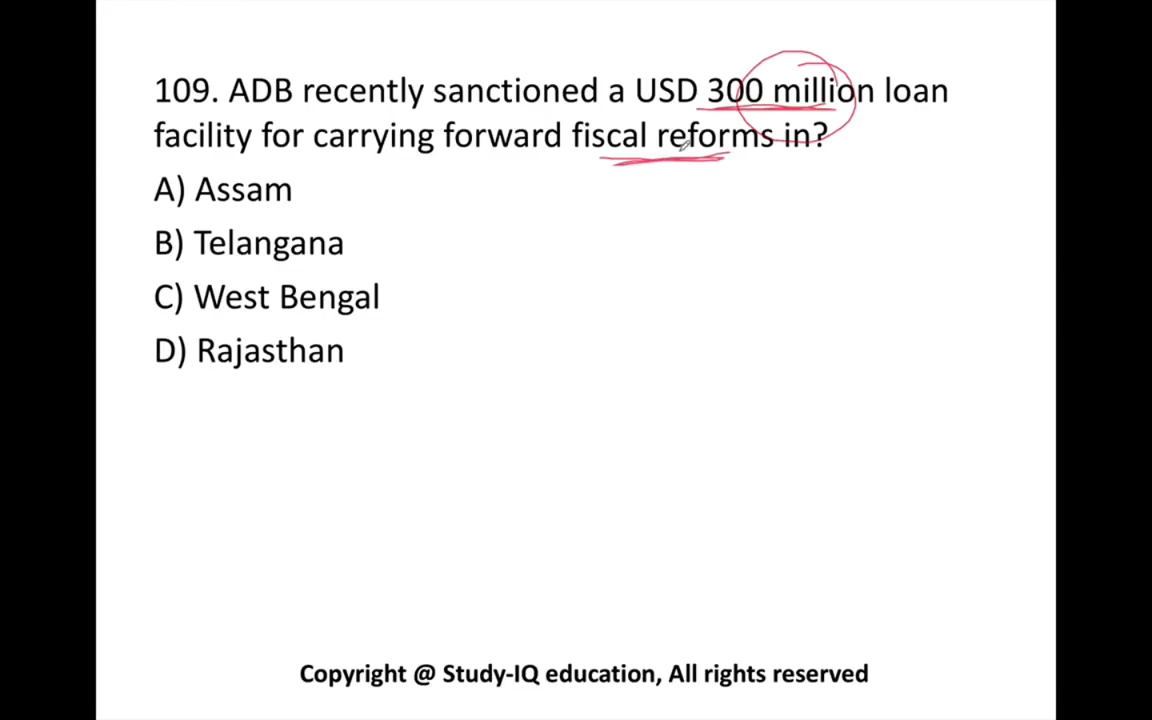 109. ADB recently sanctioned a USD 300 million loan
facility for carrying forward fiscal reforms in?
A) Assam
B) Telangana
C) West Bengal
D) Rajasthan
Copyright @ Study-IQ education, All rights reserved